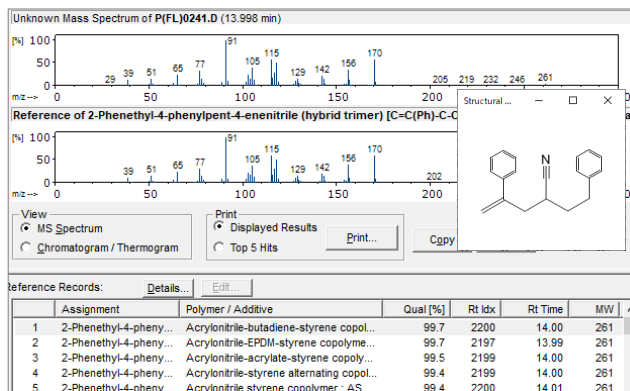 Unknown Mass Spectrum of P(FL)0241.D (13.998 min)
[%] 100
50
0
29 39 51 65 77 91 105 115 129 142 156 170 205 219 232 246 261
m/z --> 0 50 100 150 200
Reference of 2-Phenethyl-4-phenylpent-4-enenitrile (hybrid trimer) [C=C(Ph)-C-C
[%] 100
50
0
39 51 65 77 91 105 115 129 142 156 170 202
m/z --> 0 50 100 150 200
Structural ...
N
View
MS Spectrum
Chromatogram / Thermogram
Print
Displayed Results
Top 5 Hits
Print...
Copy
Reference Records: Details... Edit...
Assignment Polymer / Additive Qual [%] Rt Idx Rt Time MW
1 2-Phenethyl-4-pheny... Acrylonitrile-butadiene-styrene copol... 99.7 2200 14.00 261
2 2-Phenethyl-4-pheny... Acrylonitrile-EPDM-styrene copolyme... 99.7 2197 13.99 261
3 2-Phenethyl-4-pheny... Acrylonitrile-acrylate-styrene copoly... 99.5 2199 14.00 261
4 2-Phenethyl-4-pheny... Acrylonitrile-styrene alternating copol... 99.4 2199 14.00 261
5 2-Phenethyl-4-pheny... Acrylonitrile styrene copolymer ; AS 99.4 2200 14.01 261